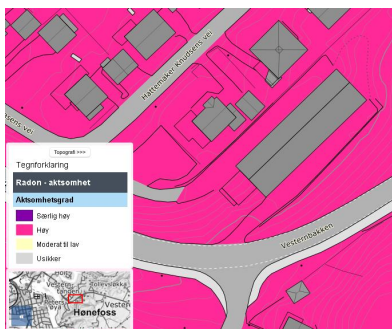 Hattemaker Knudsens vei
sens vei
Topografi >>>
Tegnforklaring
Radon - aktsomhet
Aktsomhetsgrad
Særlig høy
Høy
Moderat til lav
Usikker
Vesternbakken
Hønefoss